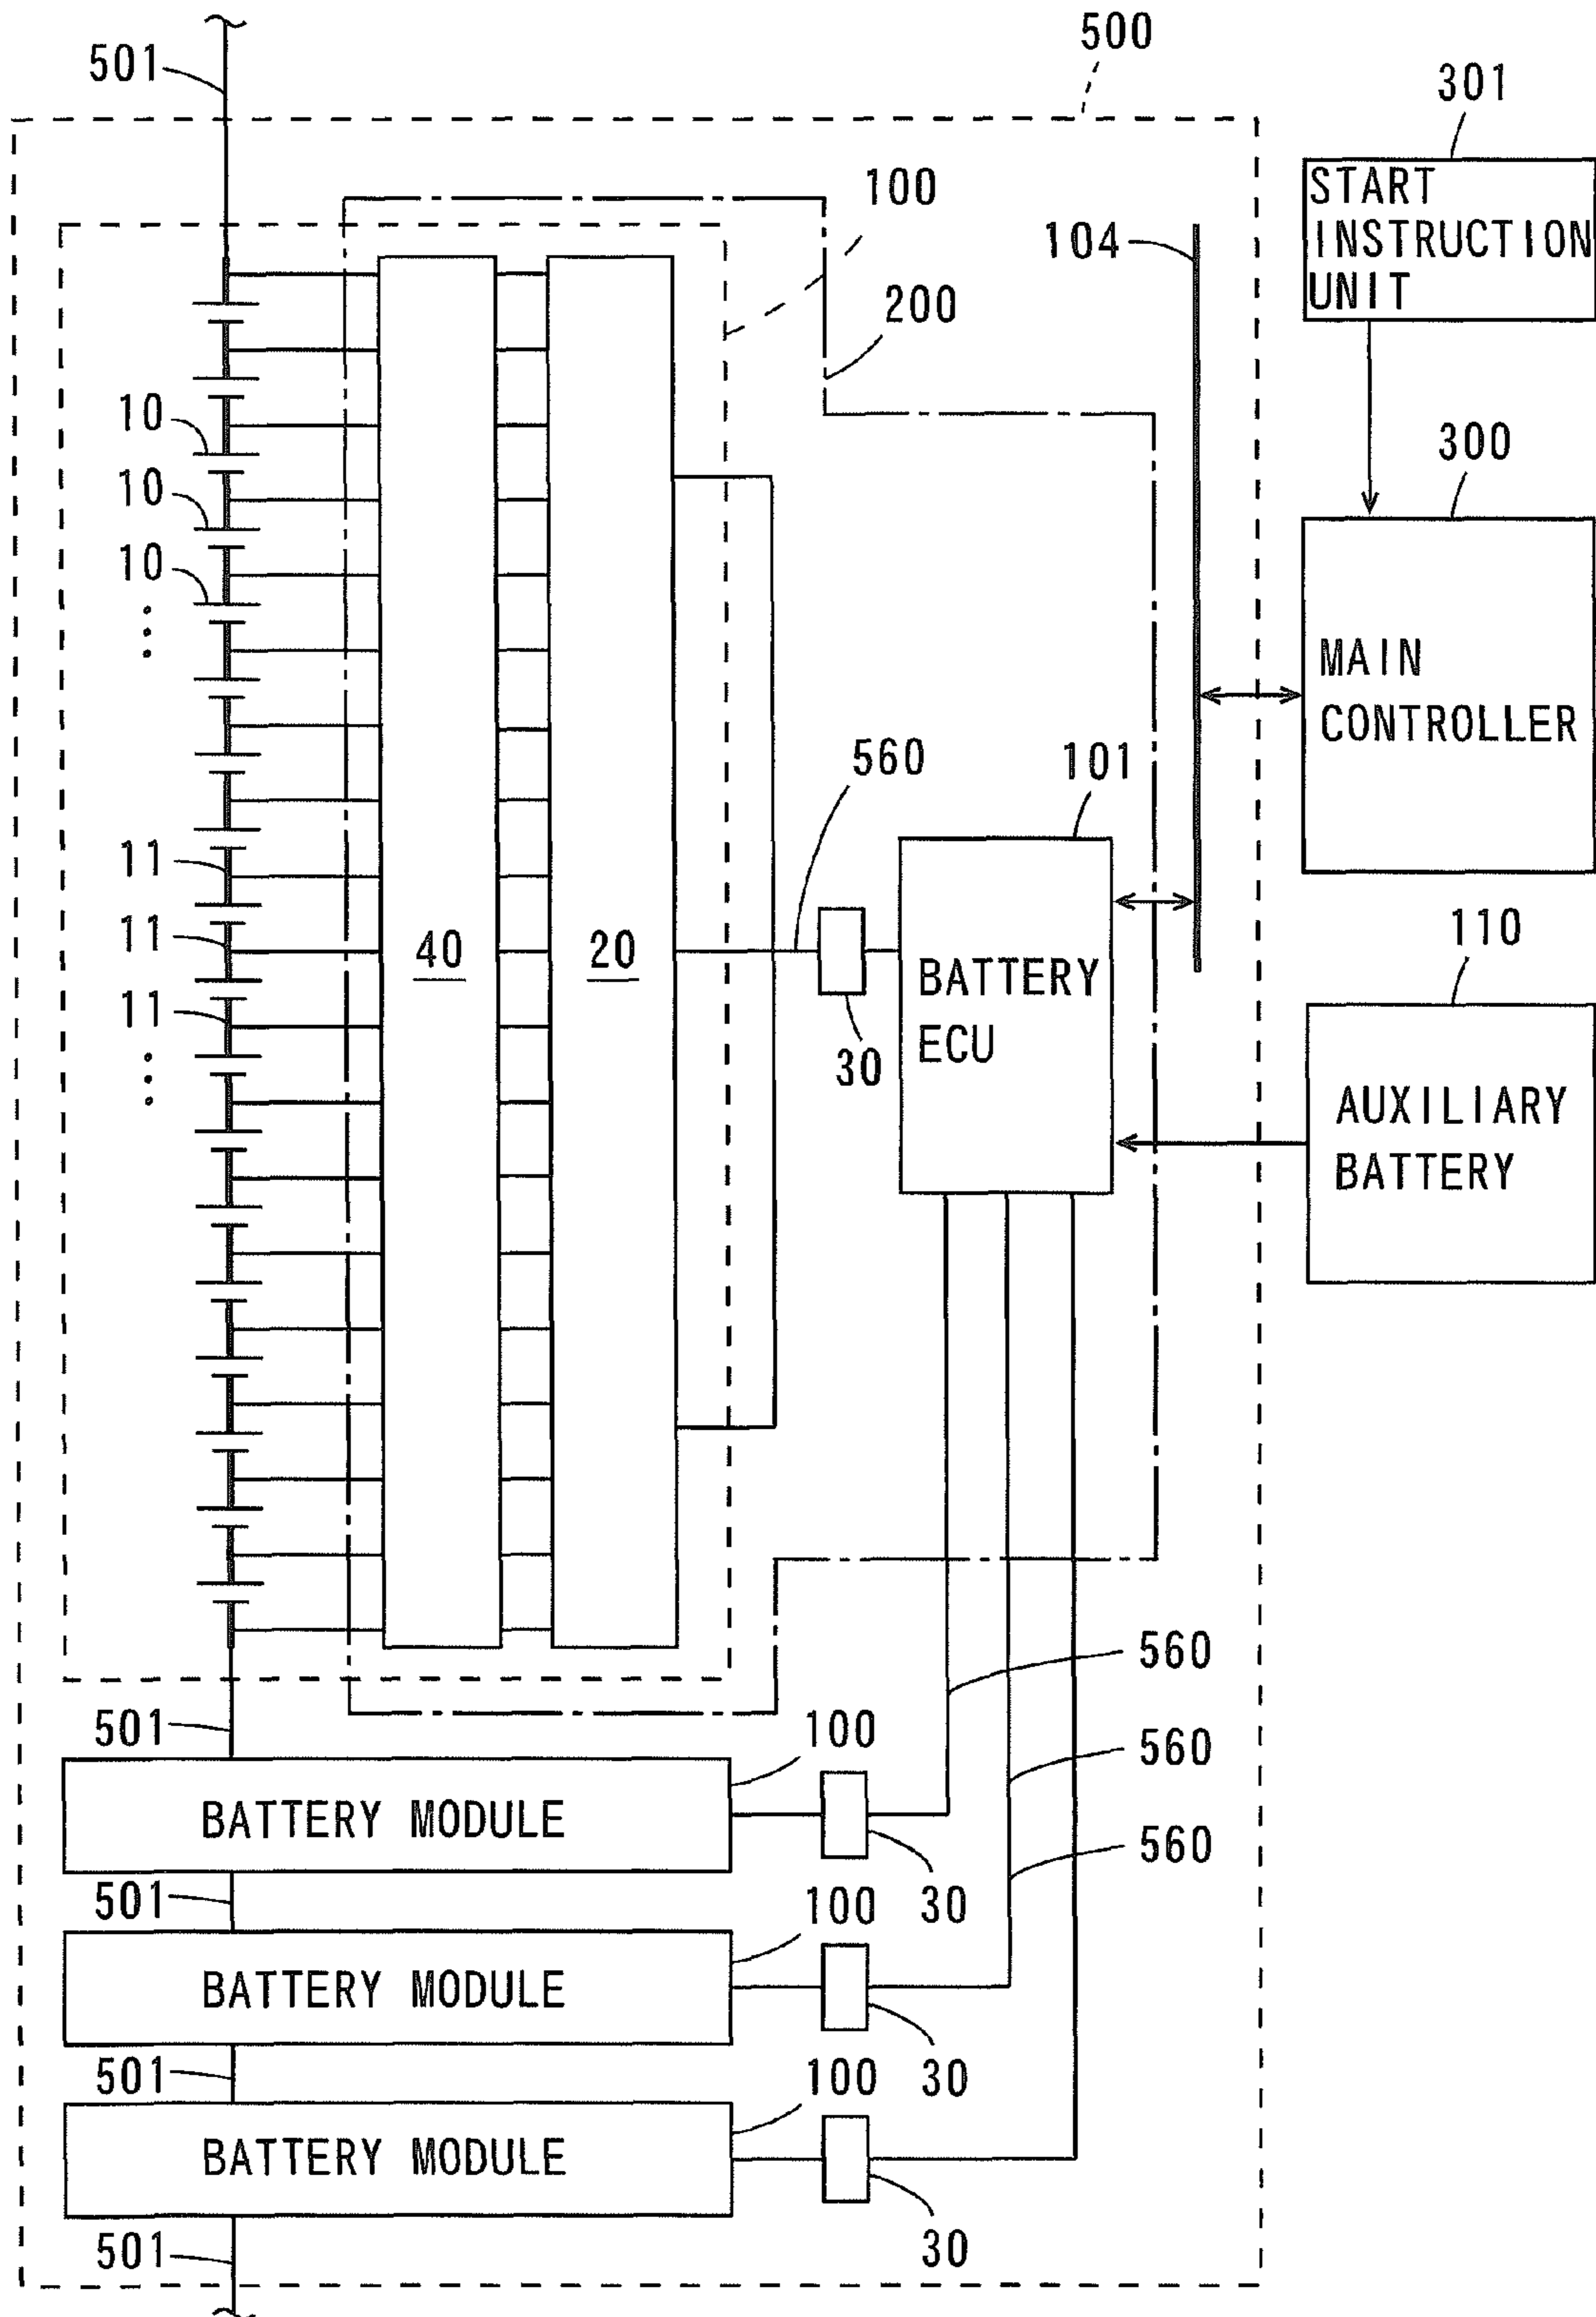 500
501
301
START
INSTRUCTION
UNIT
100
104
200
10
300
10
10
MAIN
CONTROLLER
560
101
11
110
11
40
20
BATTERY
ECU
11
30
AUXILIARY
BATTERY
560
501
100
560
BATTERY MODULE
560
501
30
100
BATTERY MODULE
501
30
100
BATTERY MODULE
501
30